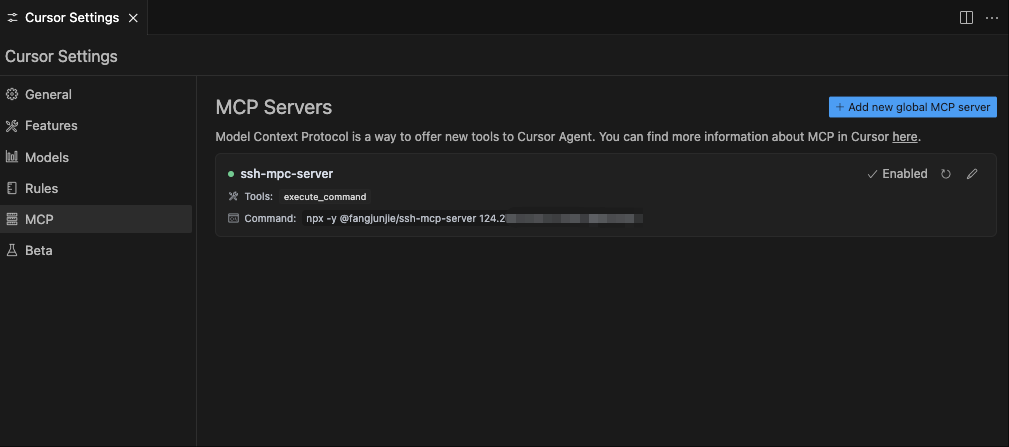 Cursor Settings
Cursor Settings
General
Features
Models
Rules
MCP
Beta
MCP Servers
+ Add new global MCP server
Model Context Protocol is a way to offer new tools to Cursor Agent. You can find more information about MCP in Cursor here.
ssh-mpc-server
Enabled
Tools: execute_command
Command: npx -y @fangjunjie/ssh-mcp-server 124.2